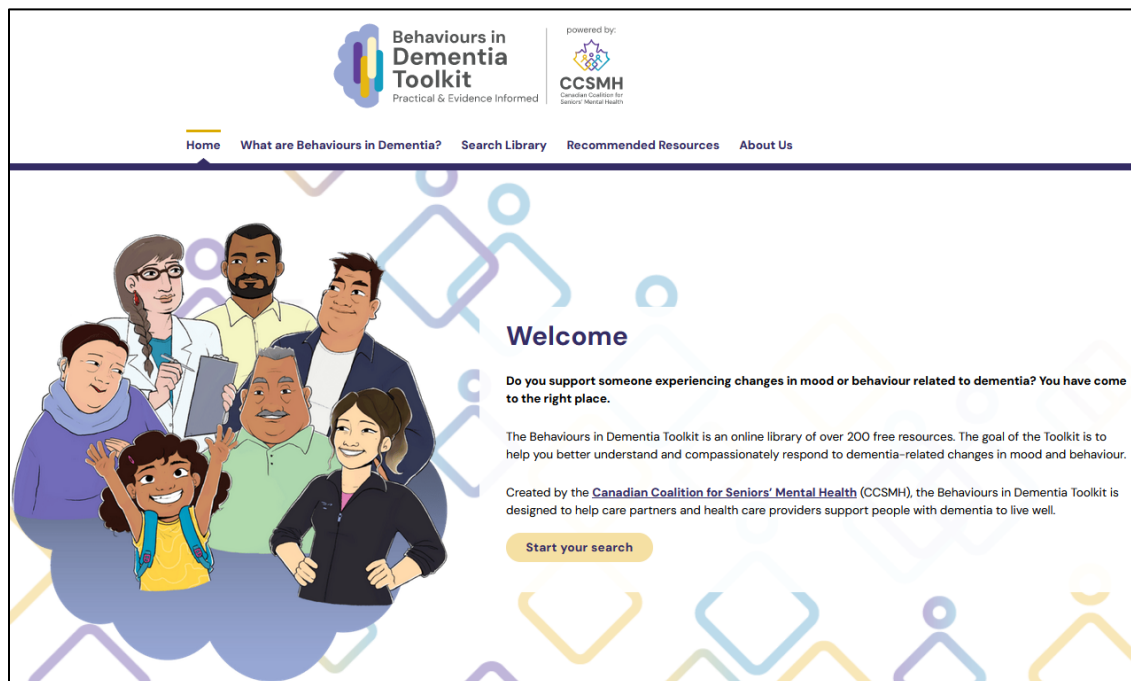 Behaviours in
Dementia
Toolkit
Practical & Evidence Informed
powered by:
CCSMH
Canadian Coalition for
Seniors' Mental Health
Home What are Behaviours in Dementia? Search Library Recommended Resources About Us
Welcome
Do you support someone experiencing changes in mood or behaviour related to dementia? You have come
to the right place.
The Behaviours in Dementia Toolkit is an online library of over 200 free resources. The goal of the Toolkit is to
help you better understand and compassionately respond to dementia-related changes in mood and behaviour.
Created by the Canadian Coalition for Seniors' Mental Health (CCSMH), the Behaviours in Dementia Toolkit is
designed to help care partners and health care providers support people with dementia to live well.
Start your search